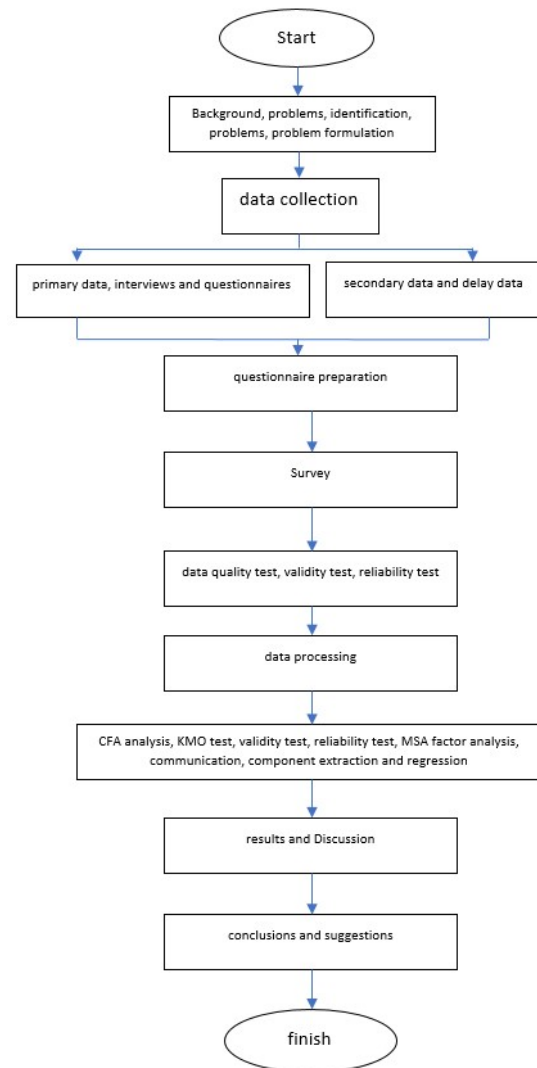 Start
Background, problems, identification,
problems, problem formulation
data collection
primary data, interviews and questionnaires
secondary data and delay data
questionnaire preparation
Survey
data quality test, validity test, reliability test
data processing
CFA analysis, KMO test, validity test, reliability test, MSA factor analysis,
communication, component extraction and regression
results and Discussion
conclusions and suggestions
finish